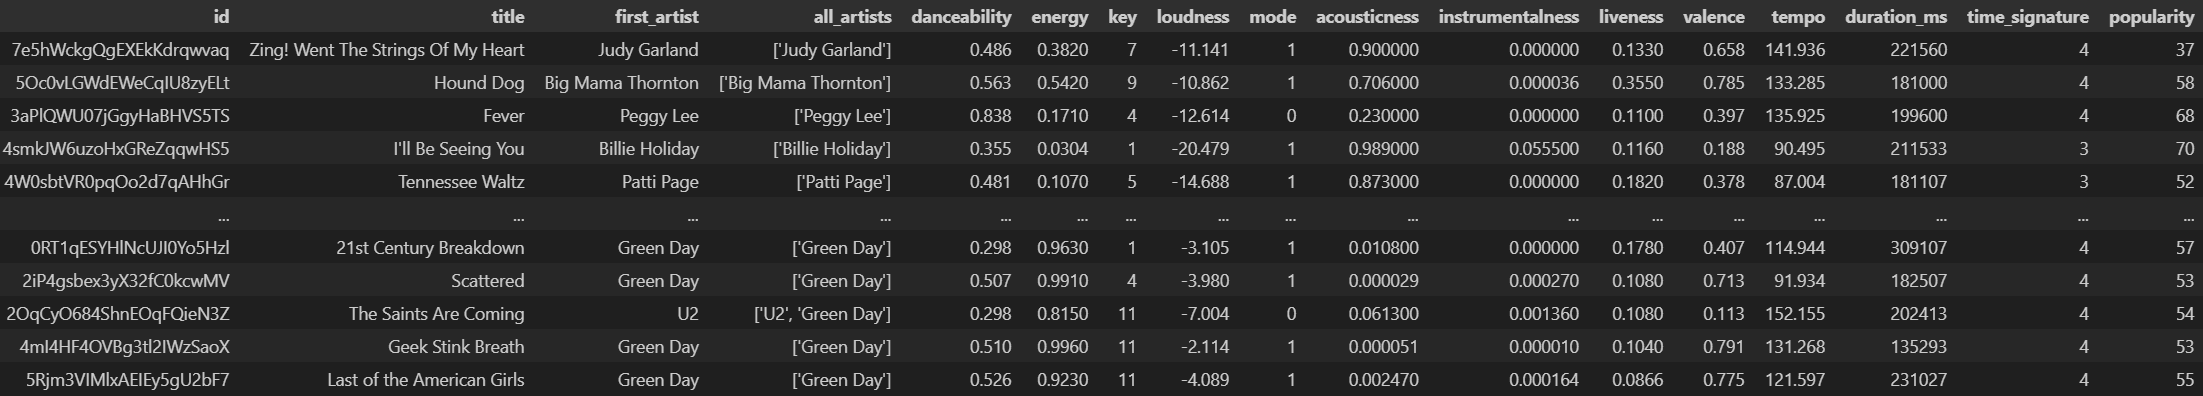 id title first_artist all_artists danceability energy key loudness mode acousticness instrumentalness liveness valence tempo duration_ms time_signature popularity
7e5hWckgQgEXEkKdrqwvaq Zing! Went The Strings Of My Heart Judy Garland ['Judy Garland'] 0.486 0.3820 7 -11.141 1 0.900000 0.000000 0.1330 0.658 141.936 221560 4 37
5Oc0vLGWdEWeCqIU8zyELt Hound Dog Big Mama Thornton ['Big Mama Thornton'] 0.563 0.5420 9 -10.862 1 0.706000 0.000036 0.3550 0.785 133.285 181000 4 58
3aPlQWU07jGgyHaBHVS5TS Fever Peggy Lee ['Peggy Lee'] 0.838 0.1710 4 -12.614 0 0.230000 0.000000 0.1100 0.397 135.925 199600 4 68
4smkJW6uzoHxGReZqqwHS5 I'll Be Seeing You Billie Holiday ['Billie Holiday'] 0.355 0.0304 1 -20.479 1 0.989000 0.055500 0.1160 0.188 90.495 211533 3 70
4W0sbtVR0pqOo2d7qAHhGr Tennessee Waltz Patti Page ['Patti Page'] 0.481 0.1070 5 -14.688 1 0.873000 0.000000 0.1820 0.378 87.004 181107 3 52
... ... ... ... ... ... ... ... ... ... ... ... ... ... ... ... ...
0RT1qESYHlNcUJI0Yo5Hzl 21st Century Breakdown Green Day ['Green Day'] 0.298 0.9630 1 -3.105 1 0.010800 0.000000 0.1780 0.407 114.944 309107 4 57
2iP4gsbex3yX32fC0kcwMV Scattered Green Day ['Green Day'] 0.507 0.9910 4 -3.980 1 0.000029 0.000270 0.1080 0.713 91.934 182507 4 53
2OqCyO684ShnEOqFQieN3Z The Saints Are Coming U2 ['U2', 'Green Day'] 0.298 0.8150 11 -7.004 0 0.061300 0.001360 0.1080 0.113 152.155 202413 4 54
4mI4HF4OVBg3tl2IWzSaoX Geek Stink Breath Green Day ['Green Day'] 0.510 0.9960 11 -2.114 1 0.000051 0.000010 0.1040 0.791 131.268 135293 4 53
5Rjm3VIMlxAEIEy5gU2bF7 Last of the American Girls Green Day ['Green Day'] 0.526 0.9230 11 -4.089 1 0.002470 0.000164 0.0866 0.775 121.597 231027 4 55